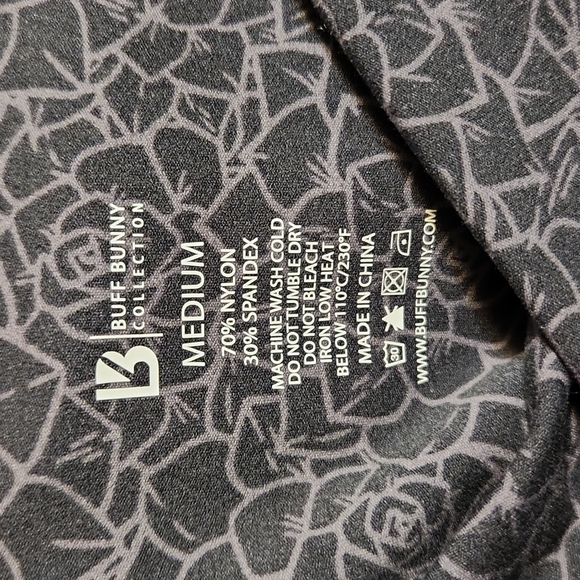 B
BUFF BUNNY
COLLECTION
MEDIUM
70% NYLON
30% SPANDEX
MACHINE WASH COLD
DO NOT TUMBLE DRY
DO NOT BLEACH
IRON LOW HEAT
BELOW 110°C/230°F
MADE IN CHINA
30
WWW.BUFFBUNNY.COM